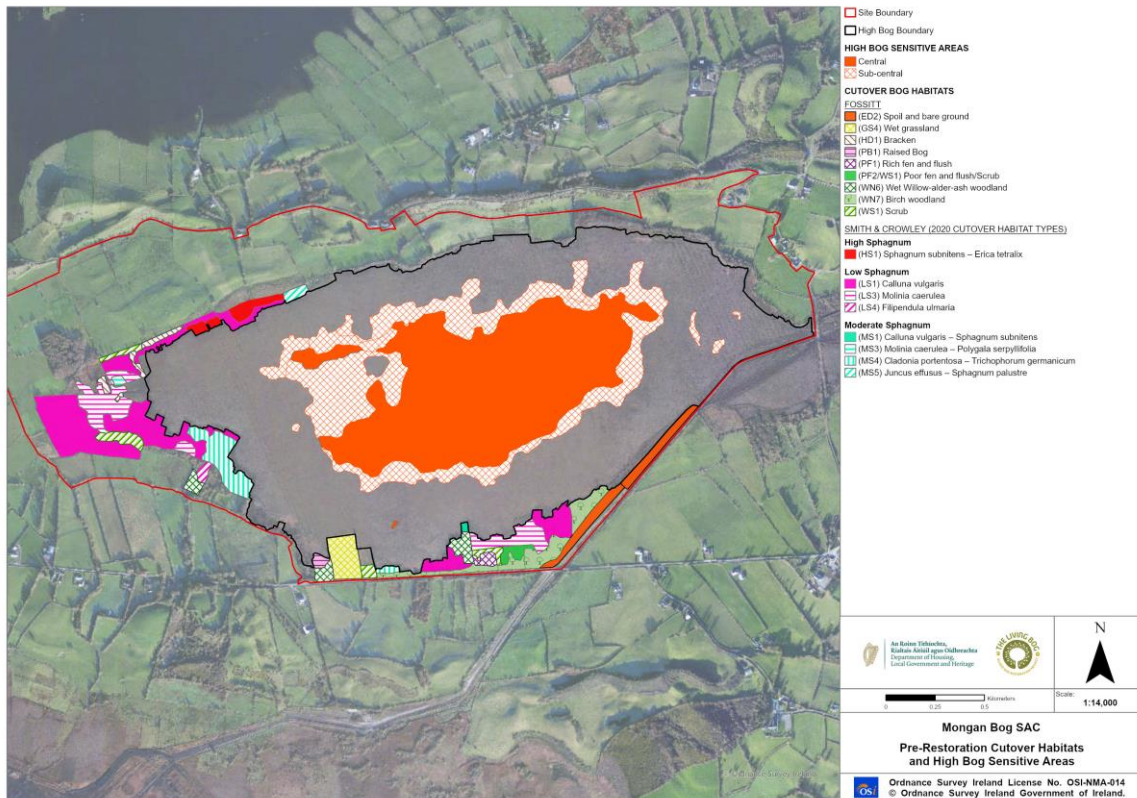 Site Boundary
High Bog Boundary
HIGH BOG SENSITIVE AREAS
Central
Sub-central
CUTOVER BOG HABITATS
FOSSITT
(ED2) Spoil and bare ground
(GS4) Wet grassland
(HD1) Bracken
(PB1) Raised Bog
(PF1) Rich fen and flush
(PF2/WS1) Poor fen and flush/Scrub
(WN6) Wet Willow-alder-ash woodland
(WN7) Birch woodland
(WS1) Scrub
SMITH & CROWLEY (2020 CUTOVER HABITAT TYPES)
High Sphagnum
(HS1) Sphagnum subnitens – Erica tetralix
Low Sphagnum
(LS1) Calluna vulgaris
(LS3) Molinia caerulea
(LS4) Filipendula ulmaria
Moderate Sphagnum
(MS1) Calluna vulgaris – Sphagnum subnitens
(MS3) Molinia caerulea – Polygala serpyllifolia
(MS4) Cladonia portentosa – Trichophorum germanicum
(MS5) Juncus effusus – Sphagnum palustre
An Roinn Tithíochta,
Rialtais Áitiúil agus Oidhreachta
Department of Housing,
Local Government and Heritage
THE LIVING BOG
N
Kilometers
0 0.25 0.5
Scale:
1:14,000
Mongan Bog SAC
Pre-Restoration Cutover Habitats
and High Bog Sensitive Areas
OSi
Ordnance Survey Ireland License No. OSI-NMA-014
© Ordnance Survey Ireland Government of Ireland.